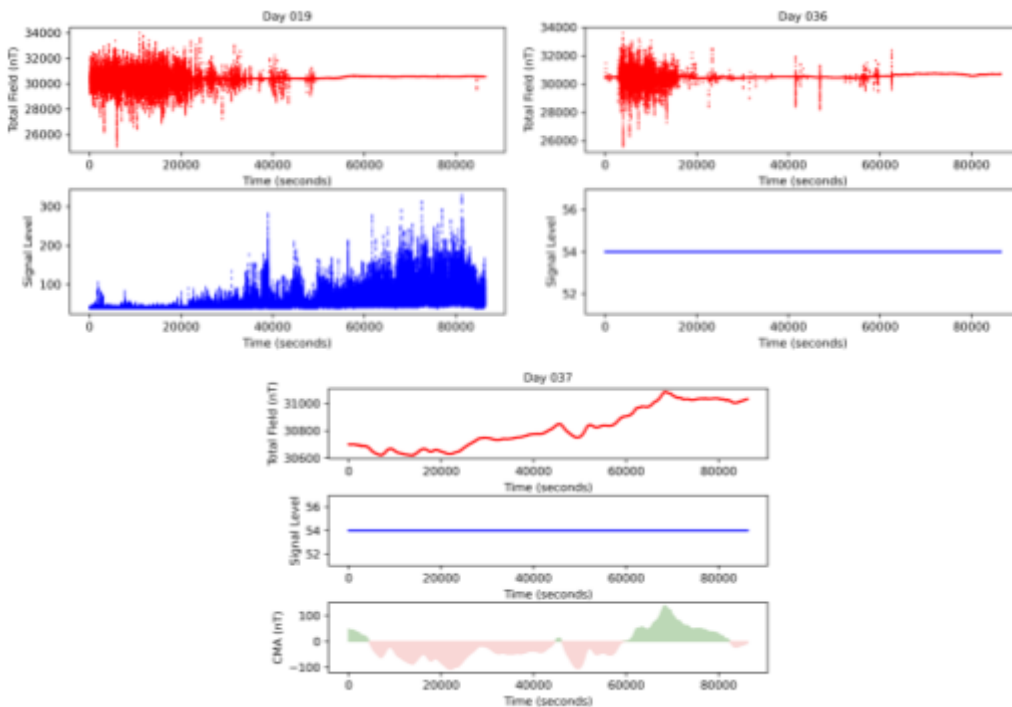 Day 019
Total Field (nT)
34000
32000
30000
28000
26000
0 20000 40000 60000 80000
Time (seconds)
Signal Level
300
200
100
0 20000 40000 60000 80000
Time (seconds)
Day 036
Total Field (nT)
34000
32000
30000
28000
26000
0 20000 40000 60000 80000
Time (seconds)
Signal Level
56
54
52
0 20000 40000 60000 80000
Time (seconds)
Day 037
Total Field (nT)
31000
30800
30600
0 20000 40000 60000 80000
Time (seconds)
Signal Level
56
54
52
0 20000 40000 60000 80000
Time (seconds)
CMA (nT)
100
0
−100
0 20000 40000 60000 80000
Time (seconds)